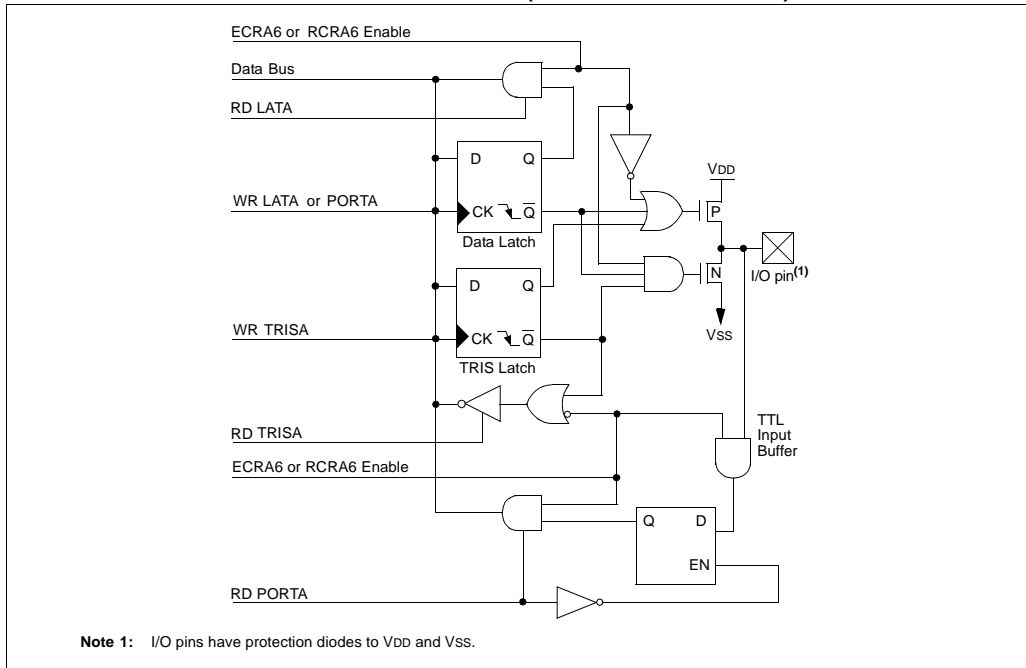 ECRA6 or RCRA6 Enable
Data Bus
RD LATA
D Q
VDD
WR LATA or PORTA
CK Q
P
Data Latch
I/O pin(1)
N
D Q
WR TRISA
CK Q
VSS
TRIS Latch
TTL
Input
Buffer
RD TRISA
ECRA6 or RCRA6 Enable
Q D
EN
RD PORTA
Note 1: I/O pins have protection diodes to VDD and VSS.